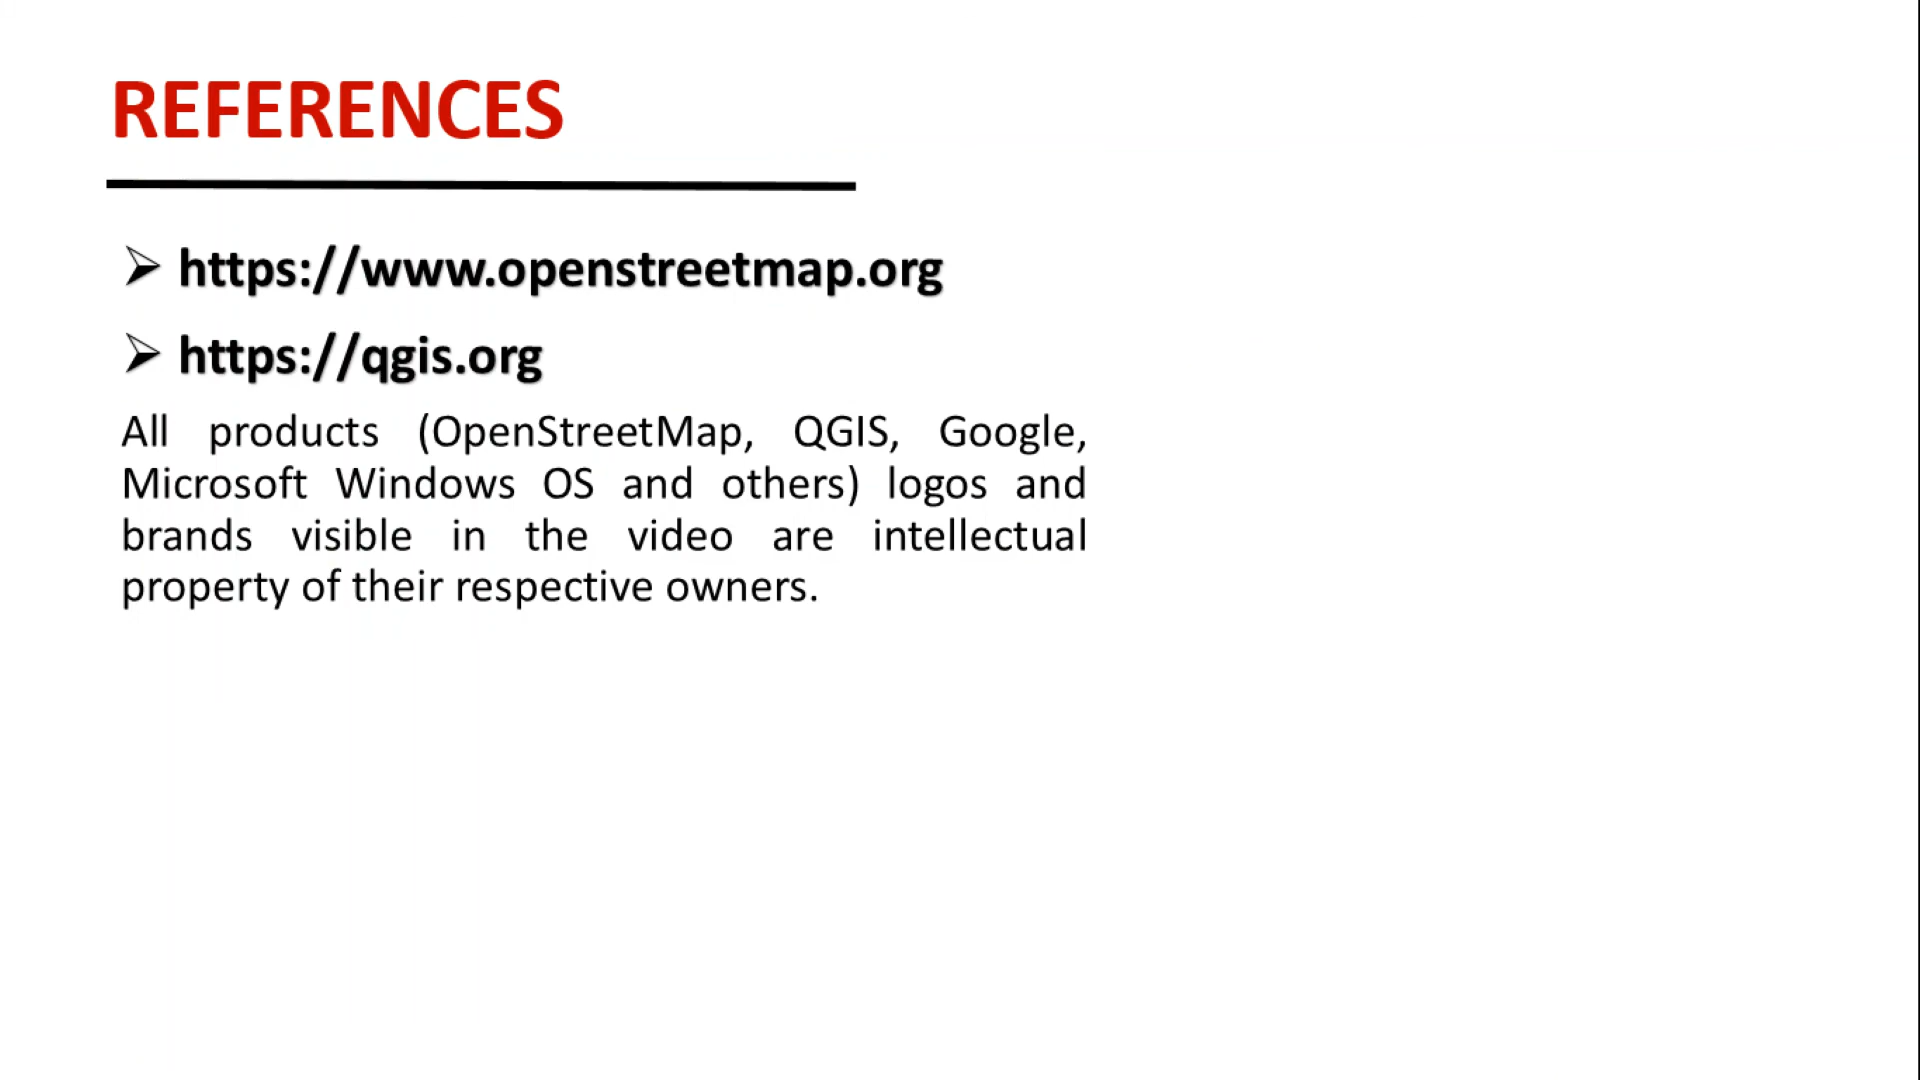 REFERENCES
https://www.openstreetmap.org
https://qgis.org
All products (OpenStreetMap, QGIS, Google,
Microsoft Windows OS and others) logos and
brands visible in the video are intellectual
property of their respective owners.